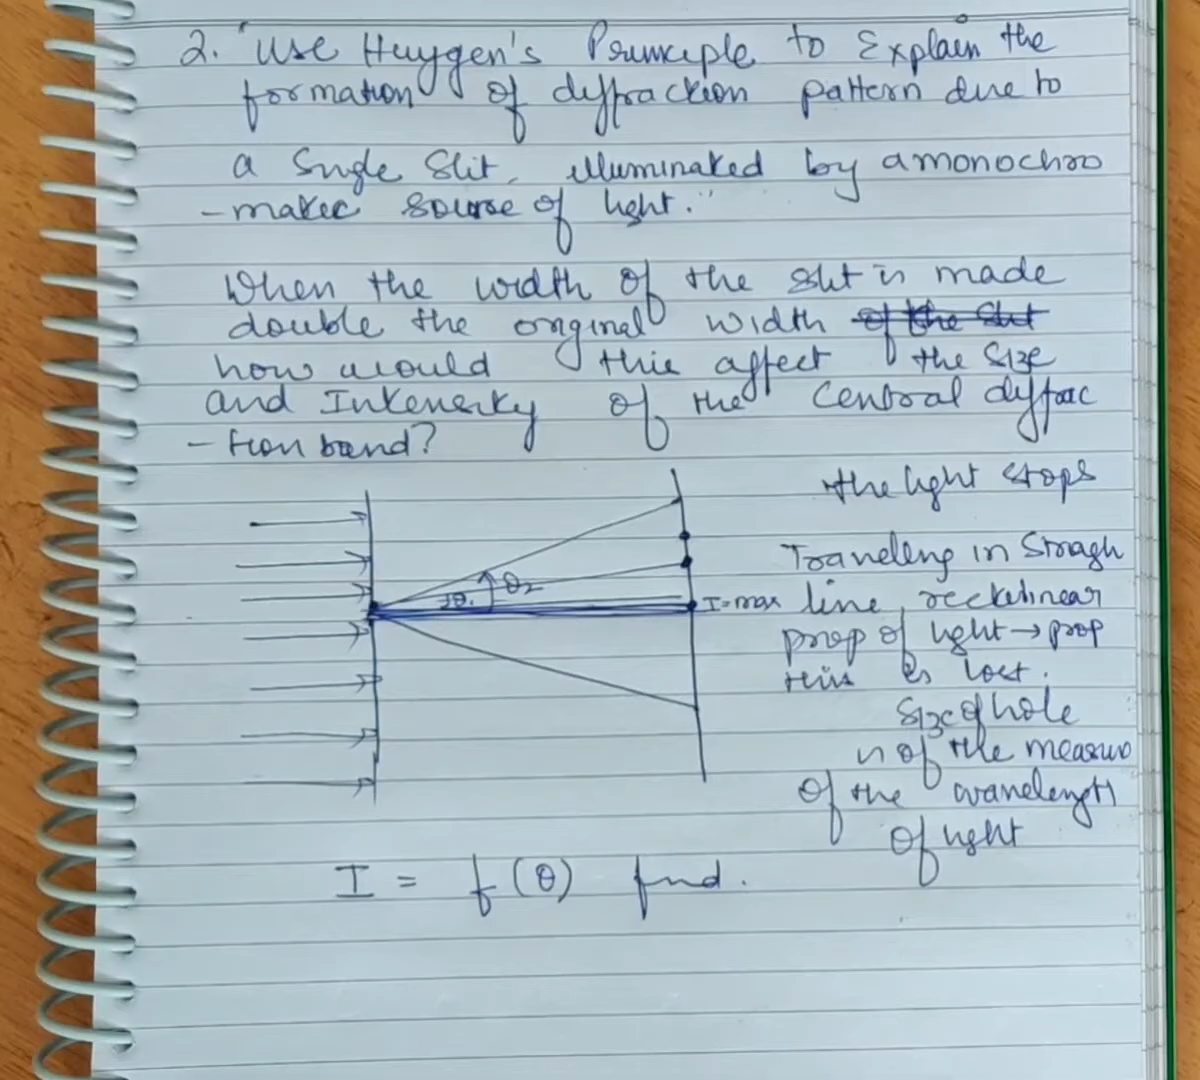 2. "Use Huygen's Principle to Explain the
formation of diffraction pattern due to
a Single Slit, illuminated by a monochro
-matic source of light."
When the width of the slit is made
double the original width of the slit
how would this affect the size
and Intensity of the central diffrac
-tion band?
the light stops
Traveling in Straigh
line, rectelinear
prop of light → prop
this is lost.
Size of hole
is of the measure
of the wavelength
of light
θ2
2θ1
I=max
I = f(θ) find.